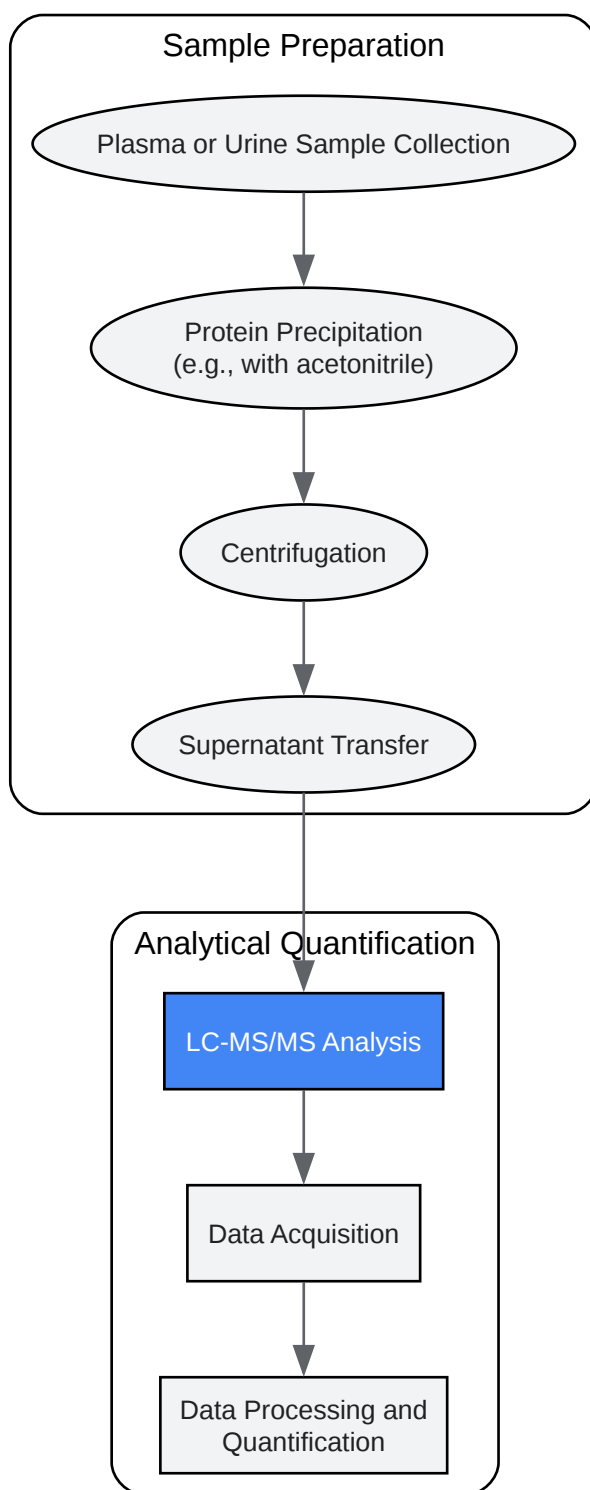 Sample Preparation
Plasma or Urine Sample Collection
Protein Precipitation
(e.g., with acetonitrile)
Centrifugation
Supernatant Transfer
Analytical Quantification
LC-MS/MS Analysis
Data Acquisition
Data Processing and
Quantification